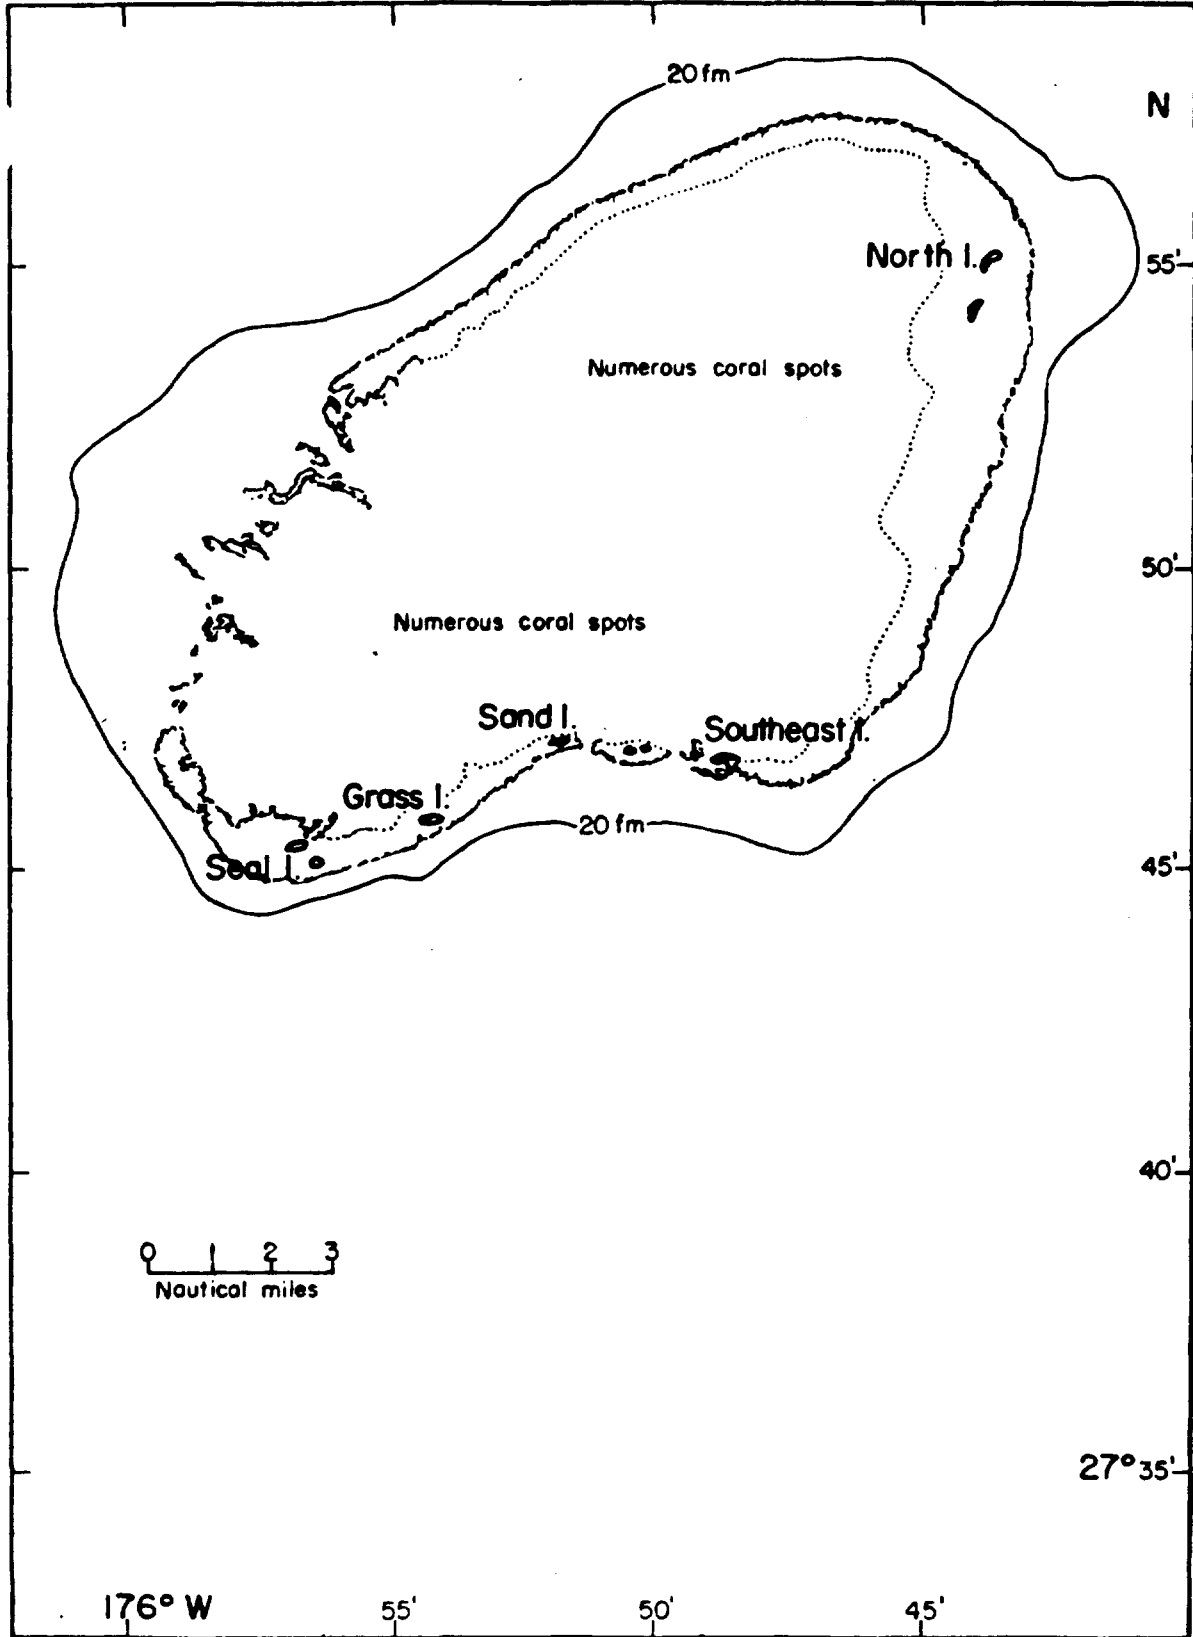 20 fm
N
North I.
55'
Numerous coral spots
50'
Numerous coral spots
Sand I.
Southeast I.
Grass I.
20 fm
Seal I.
45'
40'
0 1 2 3
Nautical miles
27° 35'
176° W 55' 50' 45'